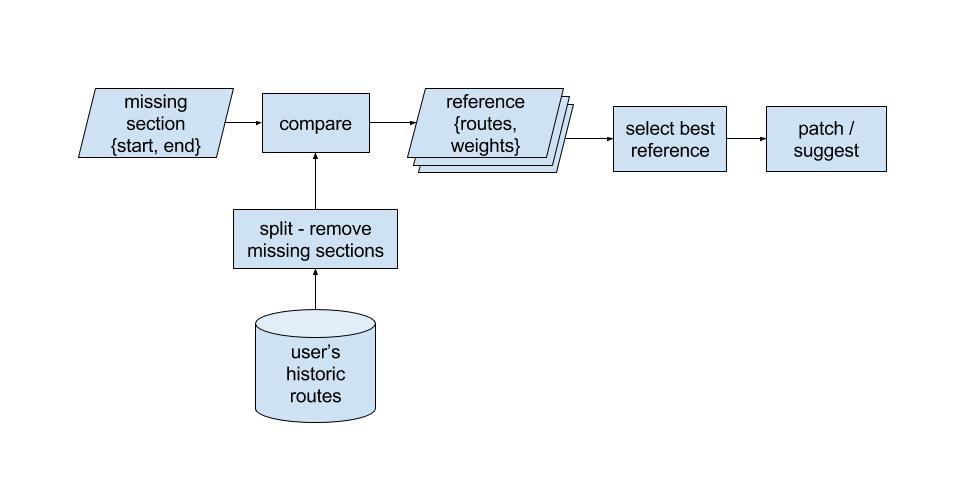 missing
section
{start, end}
compare
reference
{routes,
weights}
select best
reference
patch /
suggest
split - remove
missing sections
user's
historic
routes